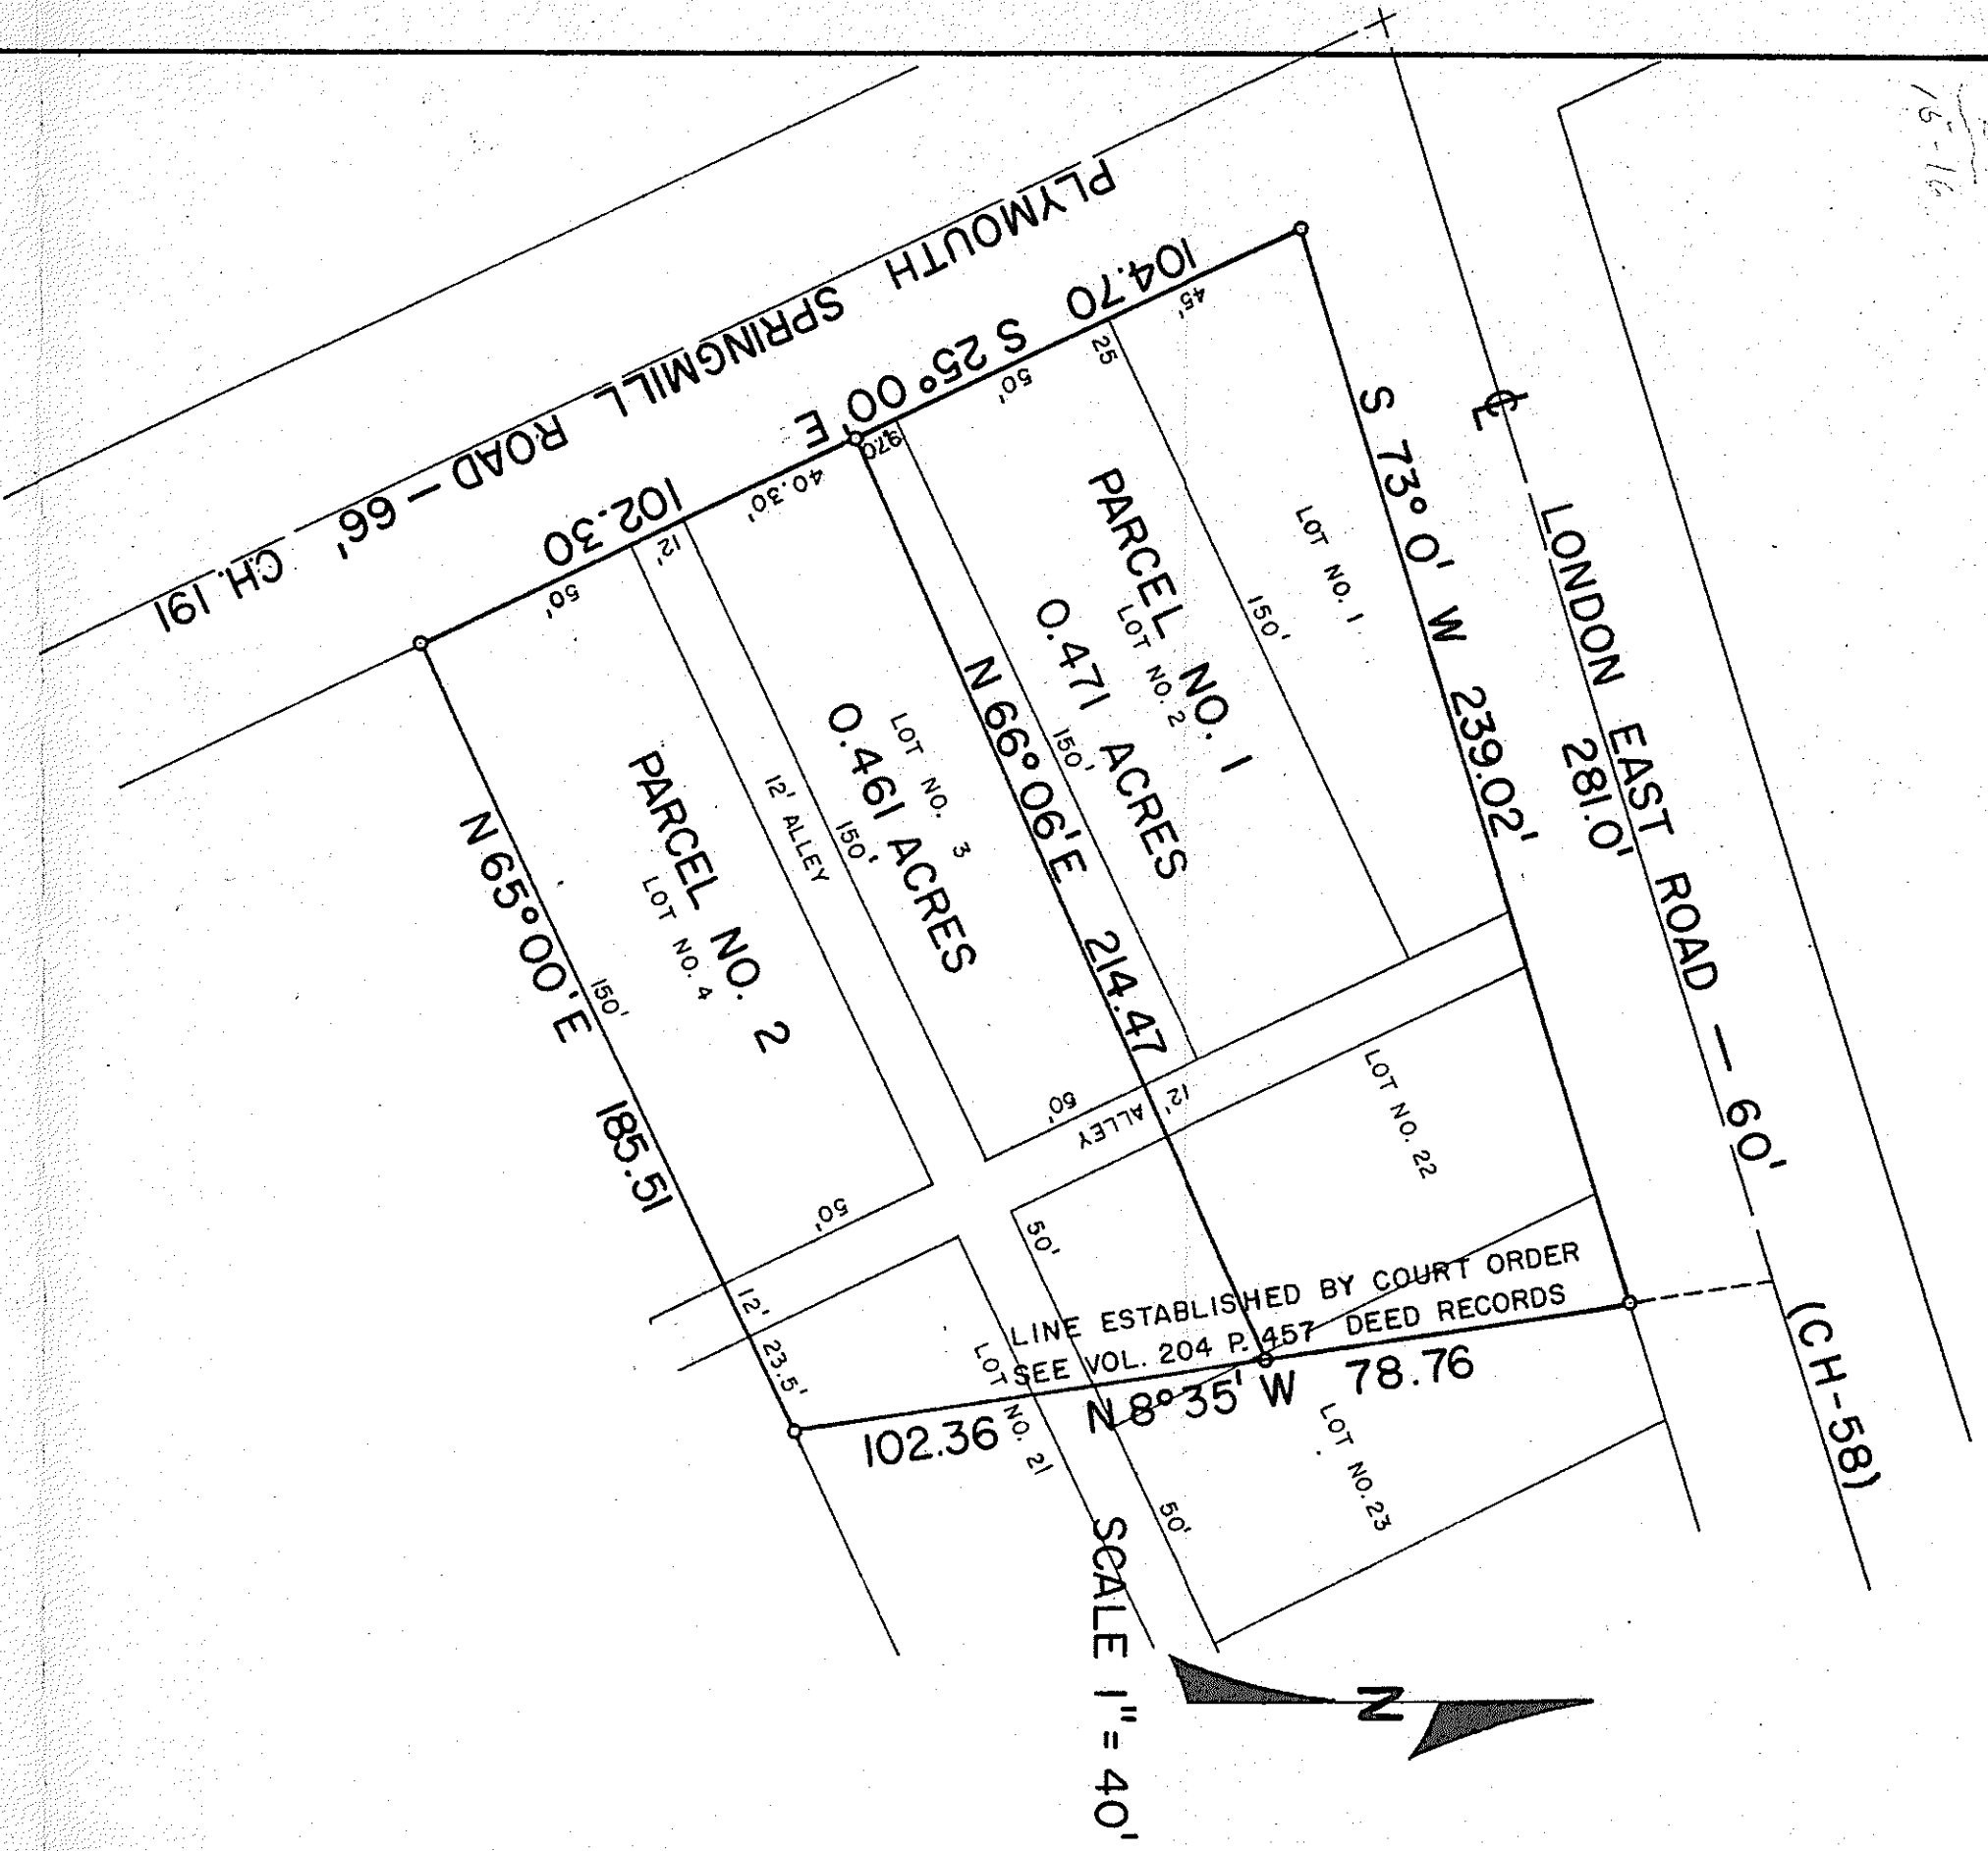 PLYMOUTH SPRINGMILL ROAD — 66' CH. 191
104.70
S 25° 00' E
102.30
45'
25
50'
9.70
40.30'
12'
50'
S 73° 0' W 239.02'
℄
LONDON EAST ROAD — 60' (CH-58)
281.0'
LOT NO. 1
150'
PARCEL NO. 1
LOT NO. 2
0.471 ACRES
150'
N 66° 06' E 214.47
LOT NO. 3
0.461 ACRES
150'
12' ALLEY
PARCEL NO. 2
LOT NO. 4
N 65° 00' E 185.51
150'
50'
ALLEY
12'
50'
LOT NO. 22
50'
12'
23.5'
LINE ESTABLISHED BY COURT ORDER
SEE VOL. 204 P. 457 DEED RECORDS
102.36
N 8° 35' W
78.76
LOT NO. 21
LOT NO. 23
50'
SCALE 1" = 40'
N